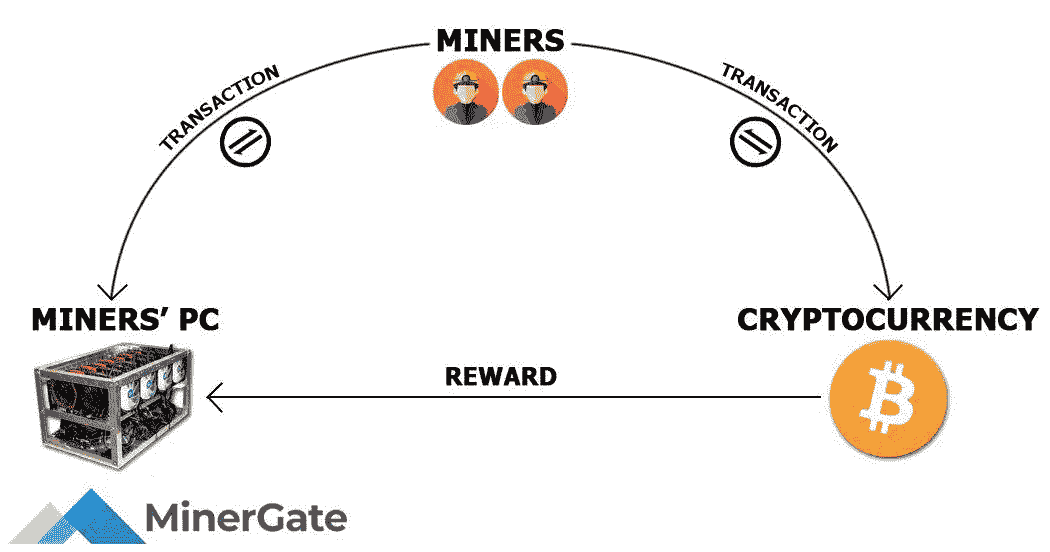 MINERS
TRANSACTION
TRANSACTION
MINERS’ PC
CRYPTOCURRENCY
REWARD
MinerGate